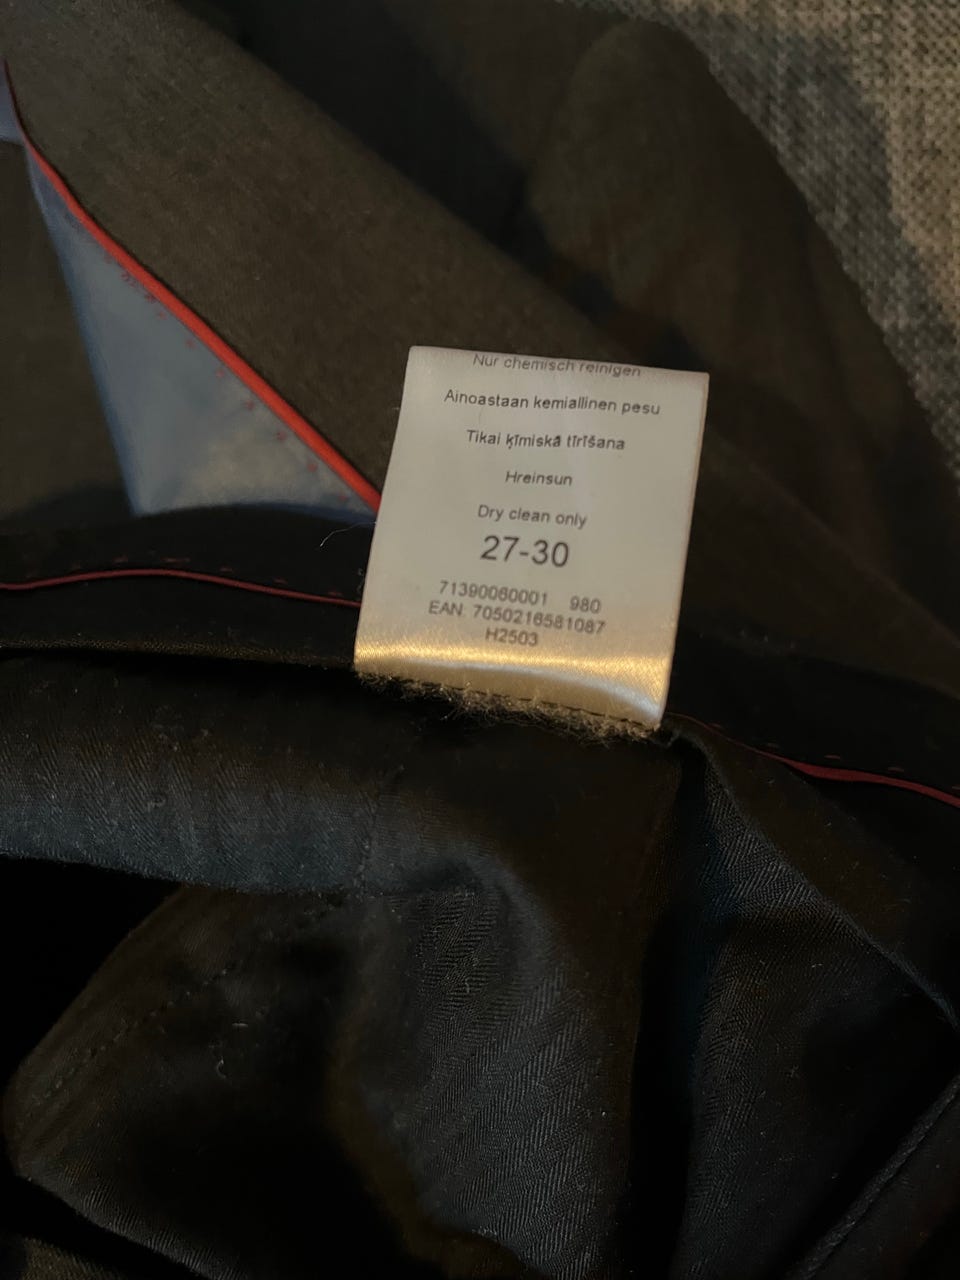 Nur chemisch reinigen
Ainoastaan kemiallinen pesu
Tikai ķīmiskā tīrīšana
Hreinsun
Dry clean only
27-30
71390060001 980
EAN: 7050216581087
H2503